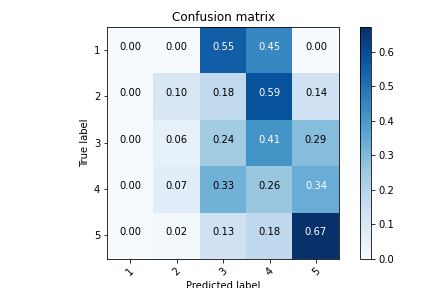 Confusion matrix
1 0.00 0.00 0.55 0.45 0.00
2 0.00 0.10 0.18 0.59 0.14
3 0.00 0.06 0.24 0.41 0.29
4 0.00 0.07 0.33 0.26 0.34
5 0.00 0.02 0.13 0.18 0.67
1 2 3 4 5
True label
Predicted label
0.6
0.5
0.4
0.3
0.2
0.1
0.0